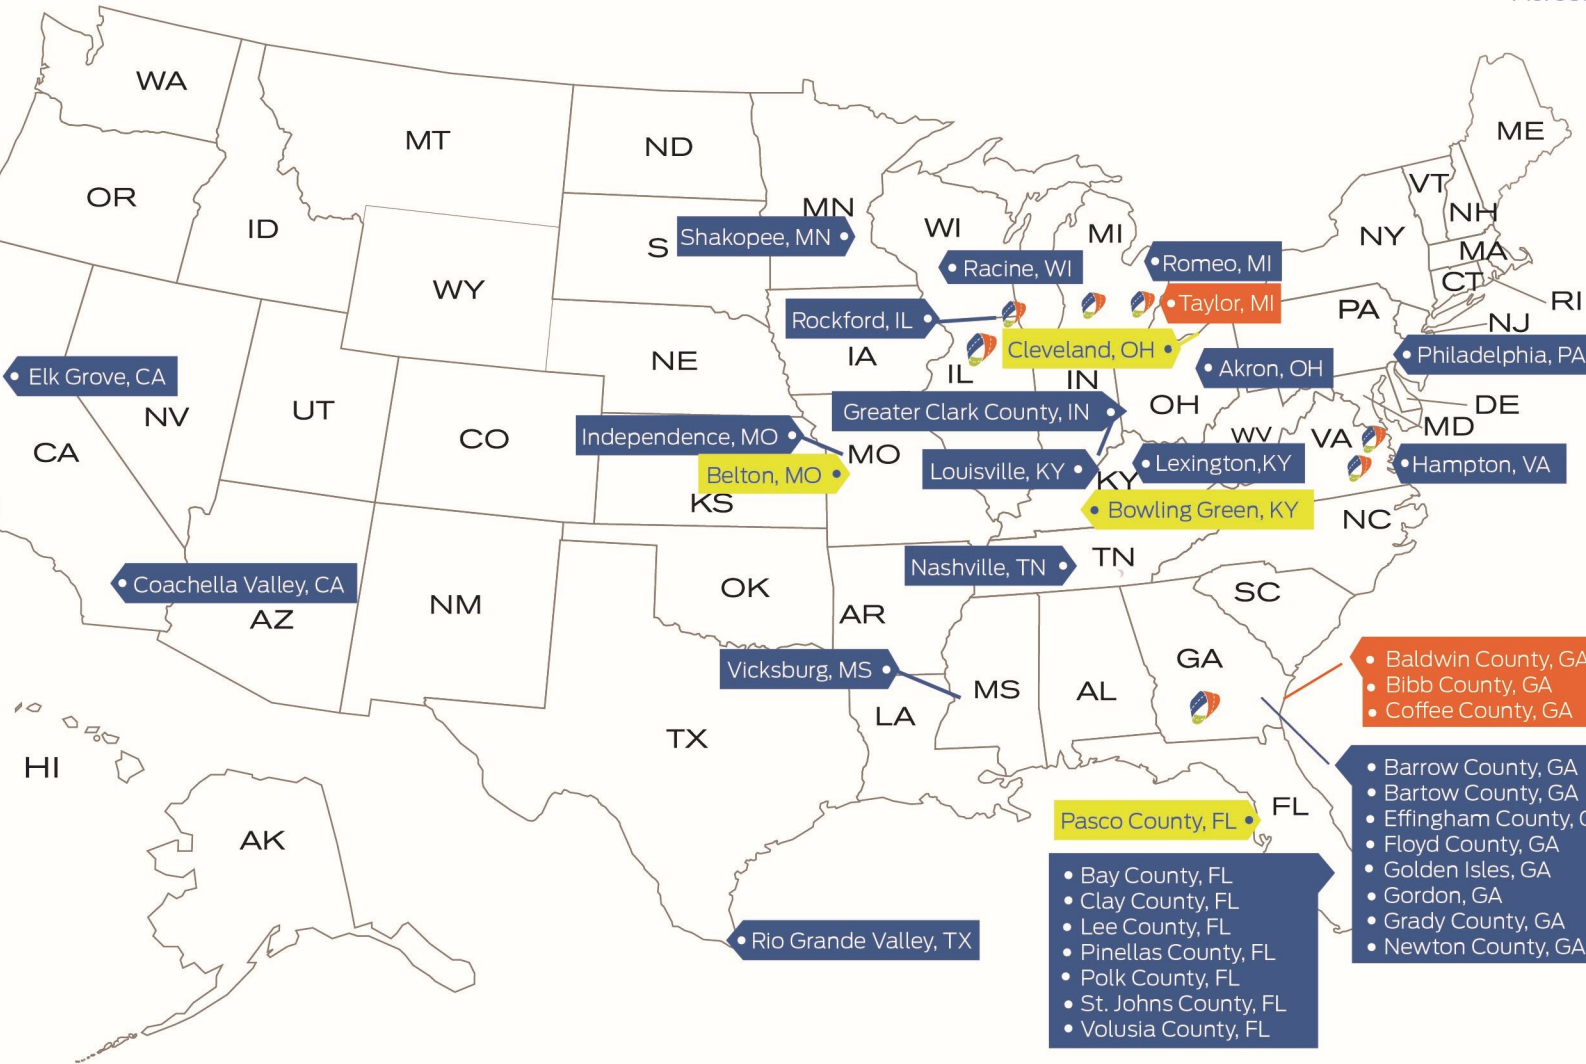 WA
MT
ND
ME
OR
ID
MN
VT
NH
WI
MI
NY
MA
S
Shakopee, MN
CT
Racine, WI
Romeo, MI
WY
RI
Taylor, MI
PA
NJ
Rockford, IL
Cleveland, OH
Philadelphia, PA
NE
IA
IL
IN
Akron, OH
Elk Grove, CA
NV
UT
CO
OH
DE
Greater Clark County, IN
MD
Independence, MO
WV
VA
CA
MO
Belton, MO
Louisville, KY
Lexington,KY
Hampton, VA
KY
KS
Bowling Green, KY
NC
Nashville, TN
TN
Coachella Valley, CA
OK
SC
AZ
NM
AR
GA
Vicksburg, MS
MS
AL
Baldwin County, GA
Bibb County, GA
Coffee County, GA
LA
TX
HI
Barrow County, GA
Bartow County, GA
Effingham County,
Floyd County, GA
Golden Isles, GA
Gordon, GA
Grady County, GA
Newton County, GA
FL
Pasco County, FL
AK
Bay County, FL
Clay County, FL
Lee County, FL
Pinellas County, FL
Polk County, FL
St. Johns County, FL
Volusia County, FL
Rio Grande Valley, TX